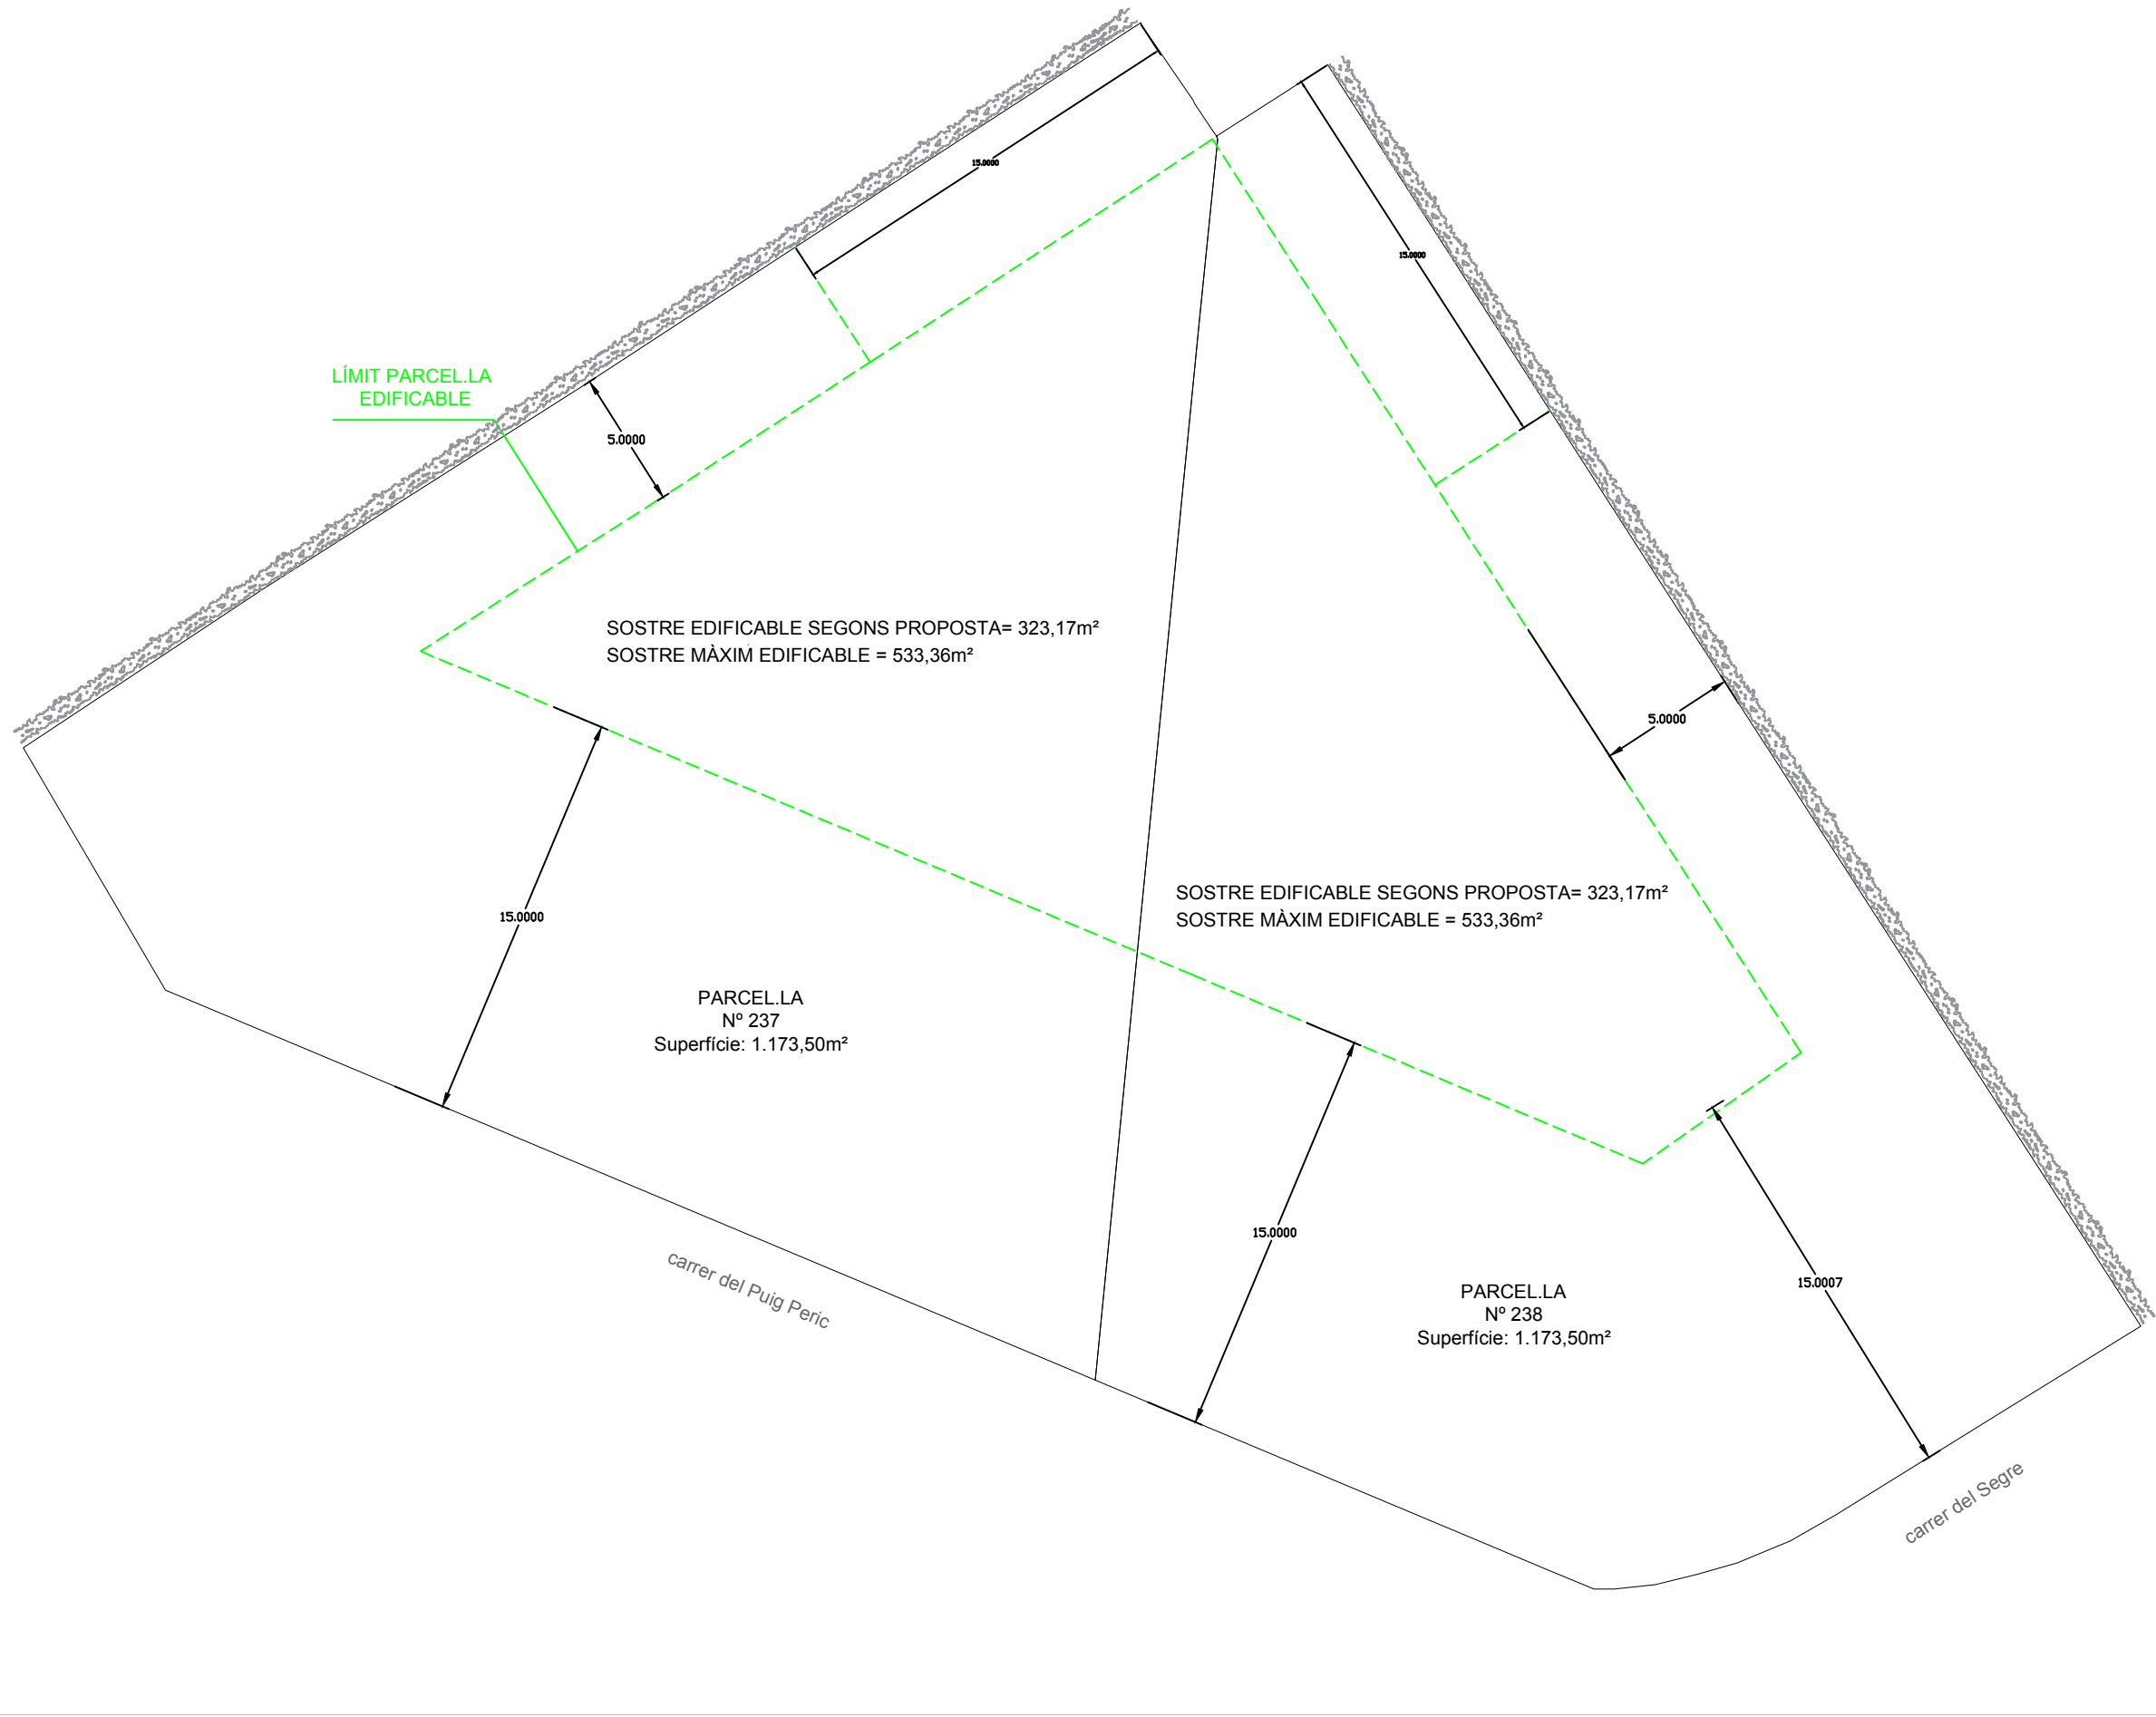 15.0000
15.0000
LÍMIT PARCEL.LA
EDIFICABLE
5.0000
SOSTRE EDIFICABLE SEGONS PROPOSTA= 323,17m²
SOSTRE MÀXIM EDIFICABLE = 533,36m²
5.0000
15.0000
SOSTRE EDIFICABLE SEGONS PROPOSTA= 323,17m²
SOSTRE MÀXIM EDIFICABLE = 533,36m²
PARCEL.LA
Nº 237
Superfície: 1.173,50m²
15.0000
15.0007
PARCEL.LA
Nº 238
Superfície: 1.173,50m²
carrer del Puig Peric
carrer del Segre